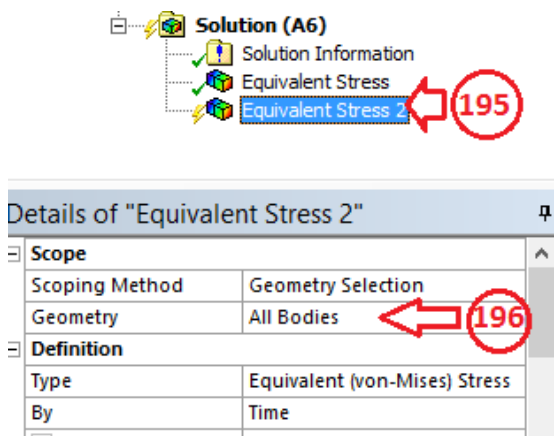 Solution (A6)
Solution Information
Equivalent Stress
Equivalent Stress 2
195
Details of "Equivalent Stress 2"
Scope
Scoping Method Geometry Selection
Geometry All Bodies
196
Definition
Type Equivalent (von-Mises) Stress
By Time